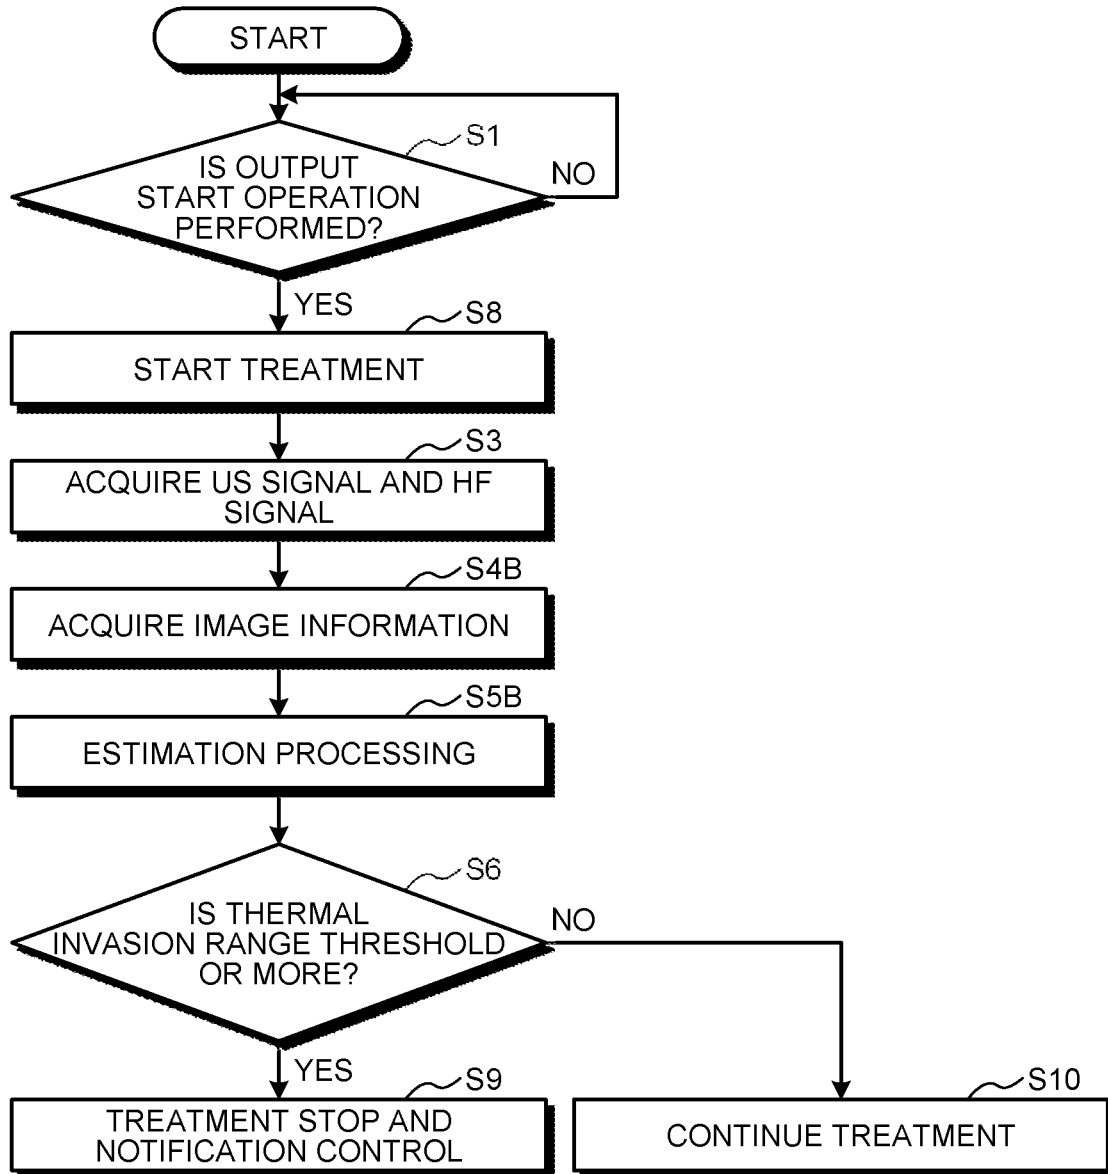 START
S1
IS OUTPUT
START OPERATION
PERFORMED?
NO
YES
S8
START TREATMENT
S3
ACQUIRE US SIGNAL AND HF
SIGNAL
S4B
ACQUIRE IMAGE INFORMATION
S5B
ESTIMATION PROCESSING
S6
IS THERMAL
INVASION RANGE THRESHOLD
OR MORE?
NO
YES
S9
TREATMENT STOP AND
NOTIFICATION CONTROL
S10
CONTINUE TREATMENT